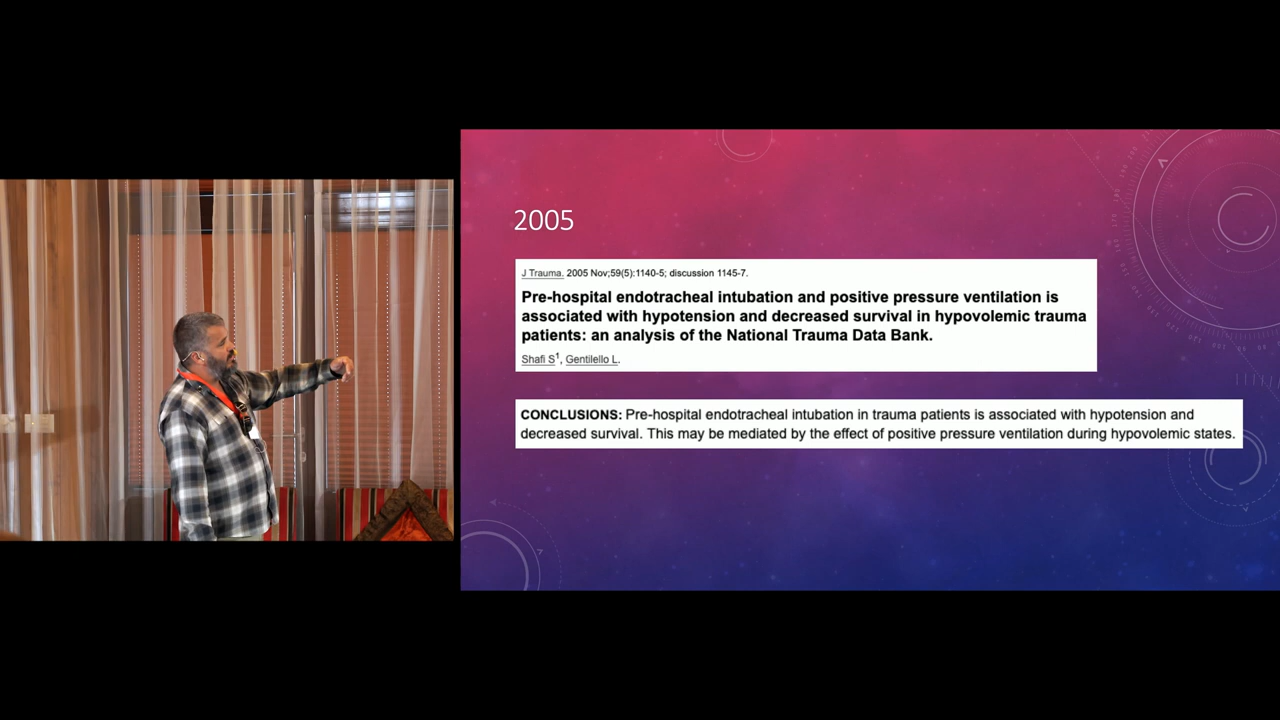 2005
J Trauma. 2005 Nov;59(5):1140-5; discussion 1145-7.
Pre-hospital endotracheal intubation and positive pressure ventilation is
associated with hypotension and decreased survival in hypovolemic trauma
patients: an analysis of the National Trauma Data Bank.
Shafi S1, Gentilello L.
CONCLUSIONS: Pre-hospital endotracheal intubation in trauma patients is associated with hypotension and
decreased survival. This may be mediated by the effect of positive pressure ventilation during hypovolemic states.